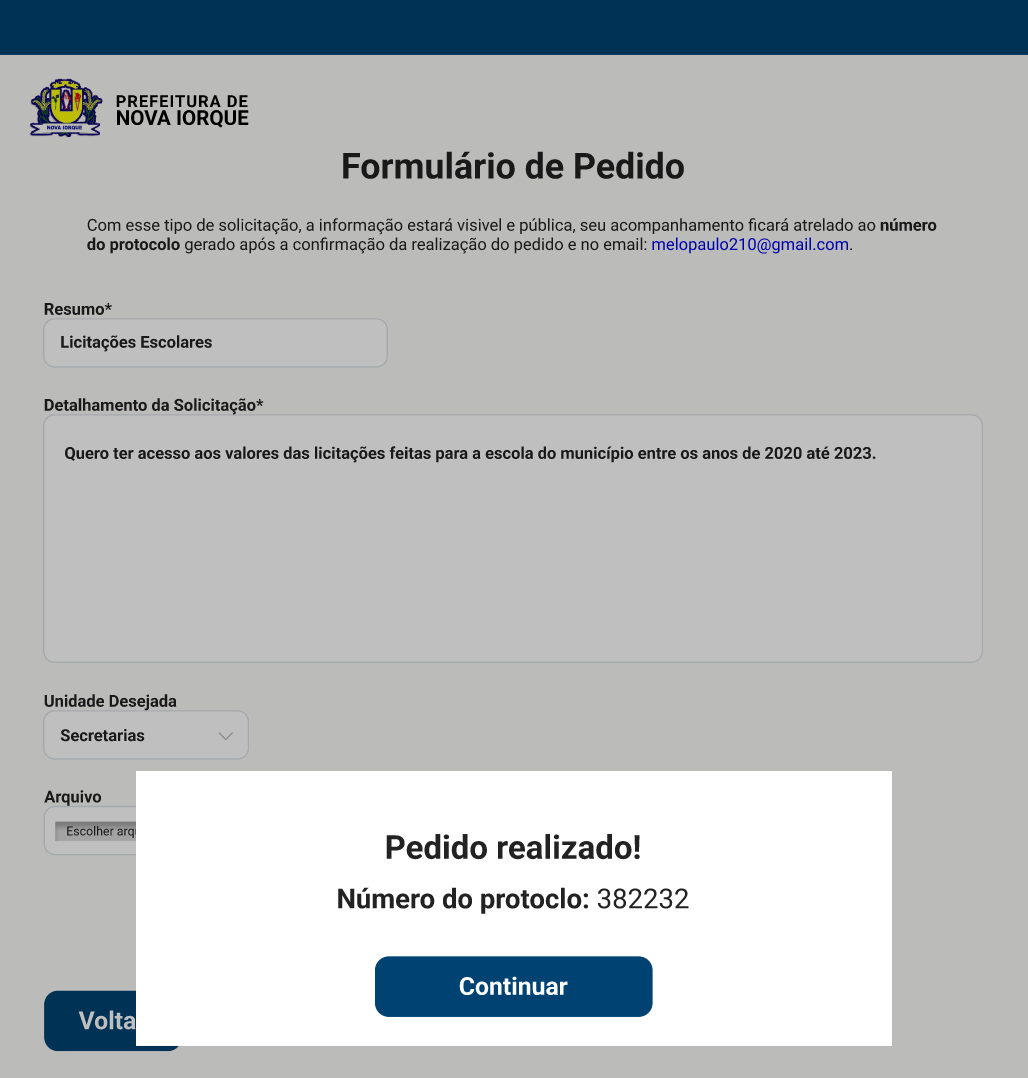 PREFEITURA DE
NOVA IORQUE
NOVA IORQUE
Formulário de Pedido
Com esse tipo de solicitação, a informação estará visivel e pública, seu acompanhamento ficará atrelado ao número
do protocolo gerado após a confirmação da realização do pedido e no email: melopaulo210@gmail.com.
Resumo*
Licitações Escolares
Detalhamento da Solicitação*
Quero ter acesso aos valores das licitações feitas para a escola do município entre os anos de 2020 até 2023.
Unidade Desejada
Secretarias
Arquivo
Escolher arq
Pedido realizado!
Número do protoclo: 382232
Continuar
Volta